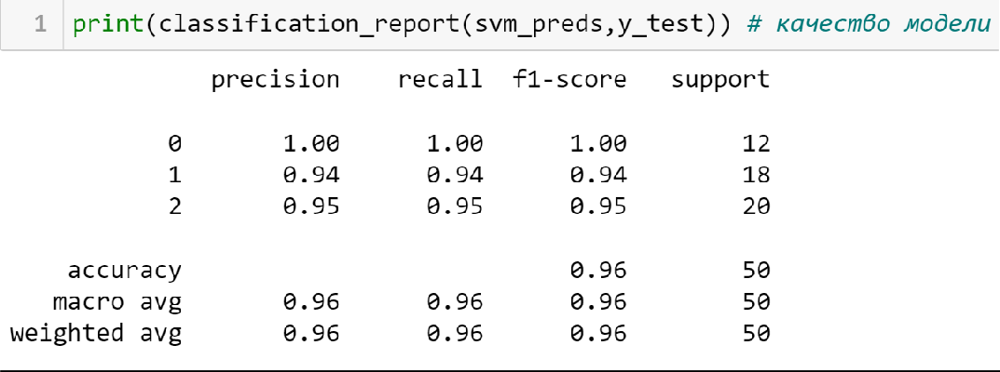 1 print(classification_report(svm_preds,y_test)) # качество модели
precision recall f1-score support
0 1.00 1.00 1.00 12
1 0.94 0.94 0.94 18
2 0.95 0.95 0.95 20
accuracy 0.96 50
macro avg 0.96 0.96 0.96 50
weighted avg 0.96 0.96 0.96 50